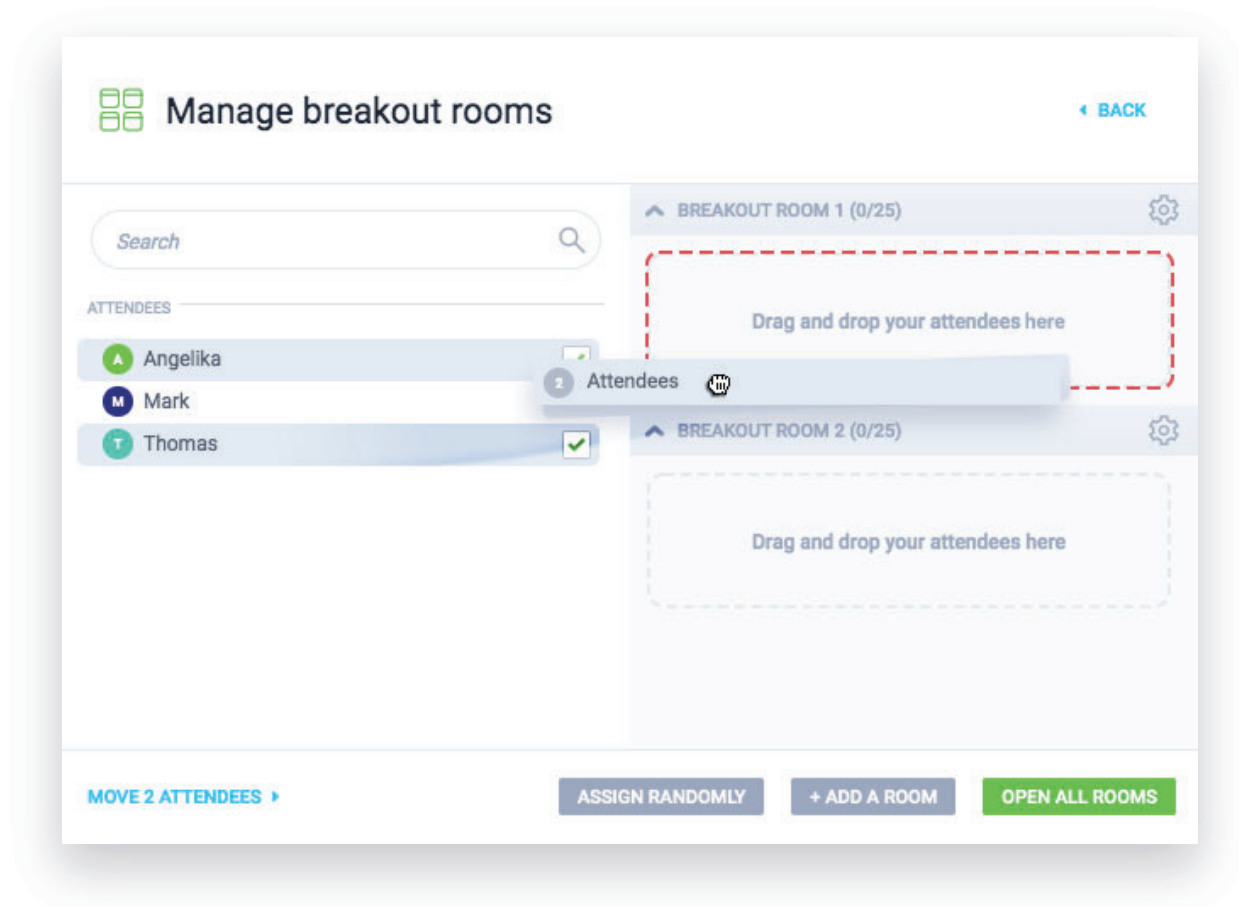 Manage breakout rooms
BACK
Search
ATTENDEES
A Angelika
M Mark
T Thomas
2 Attendees
BREAKOUT ROOM 1 (0/25)
Drag and drop your attendees here
BREAKOUT ROOM 2 (0/25)
Drag and drop your attendees here
MOVE 2 ATTENDEES
ASSIGN RANDOMLY
+ ADD A ROOM
OPEN ALL ROOMS